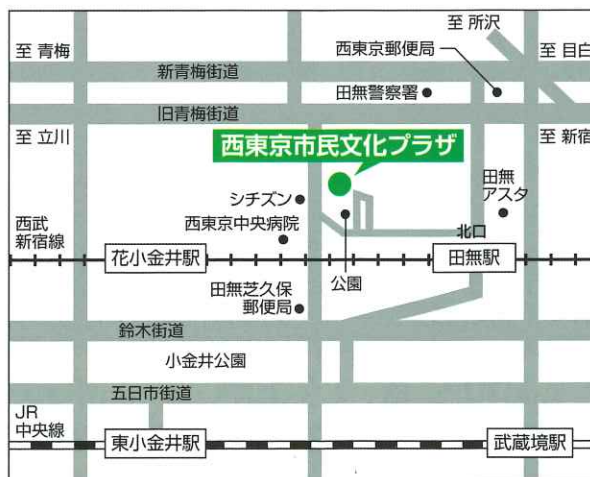 至 所沢
至 青梅
西東京郵便局
至 目白
新青梅街道
田無警察署
旧青梅街道
至 立川
至 新宿
西東京市民文化プラザ
シチズン
田無
アスタ
西東京中央病院
西武
新宿線
北口
花小金井駅
田無駅
公園
田無芝久保
郵便局
鈴木街道
小金井公園
五日市街道
JR
中央線
東小金井駅
武蔵境駅